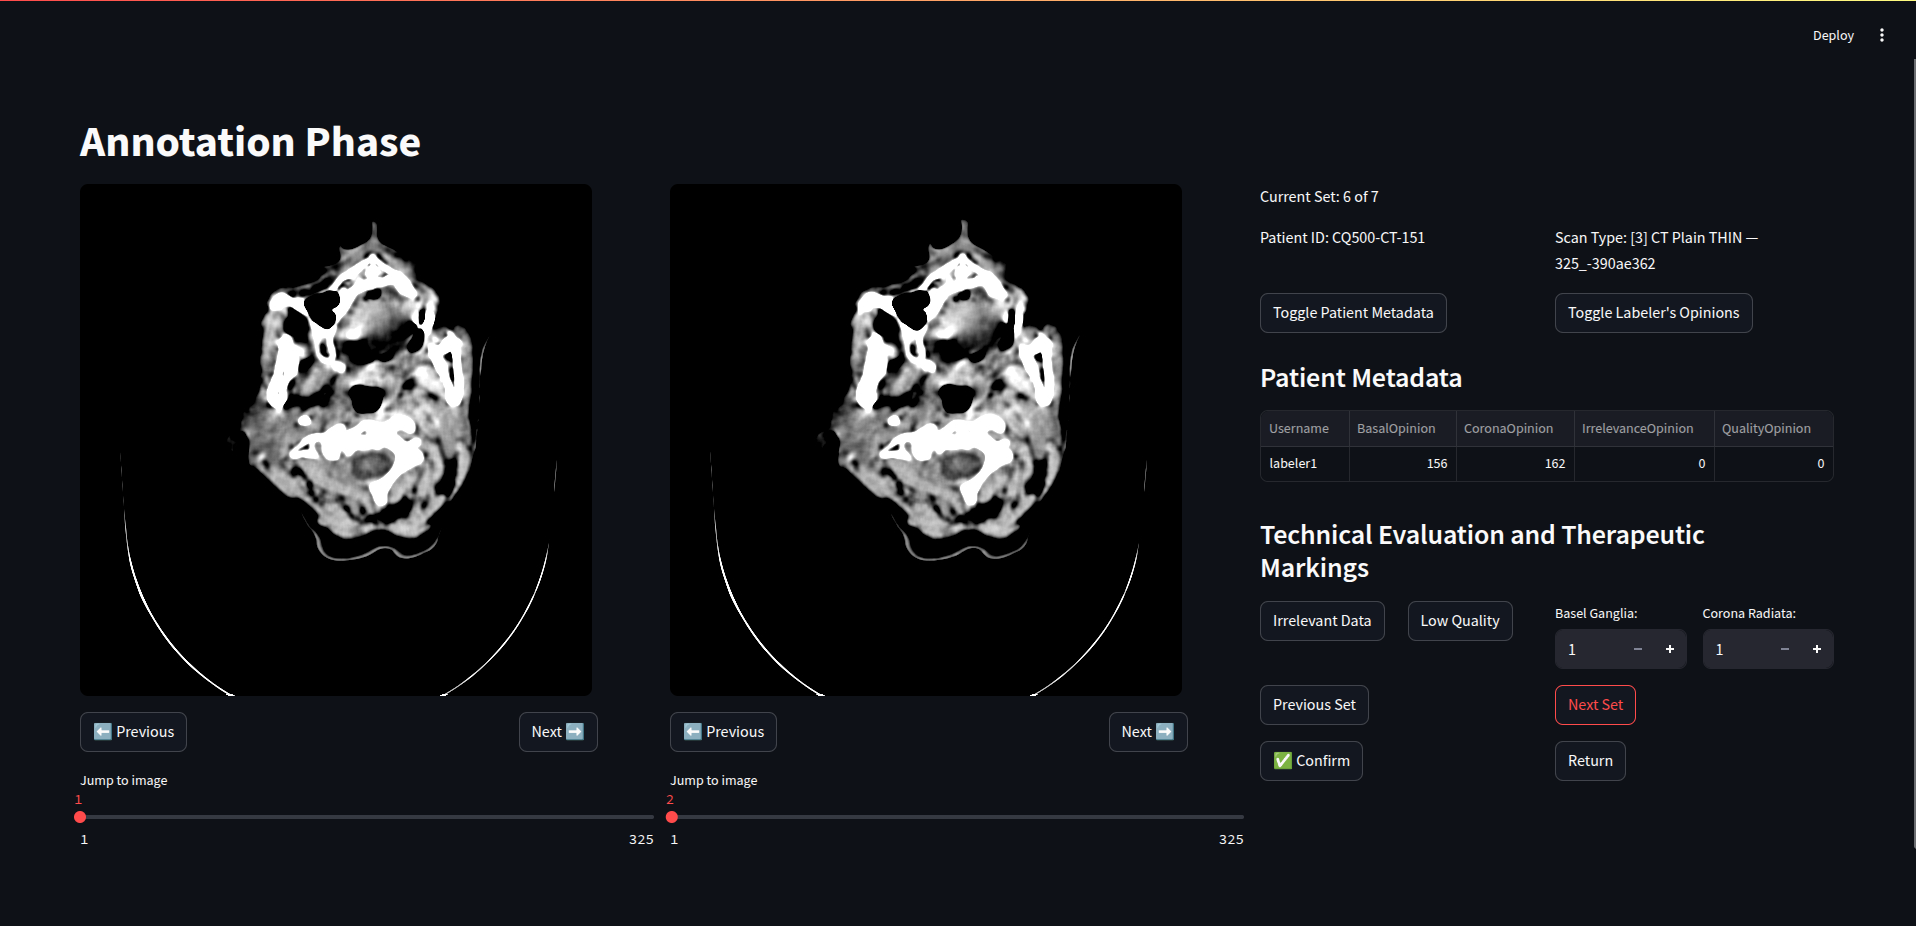 Deploy
Annotation Phase
Current Set: 6 of 7
Patient ID: CQ500-CT-151
Scan Type: [3] CT Plain THIN —
325_-390ae362
Toggle Patient Metadata
Toggle Labeler's Opinions
Patient Metadata
Username BasalOpinion CoronaOpinion IrrelevanceOpinion QualityOpinion
labeler1 156 162 0 0
Technical Evaluation and Therapeutic
Markings
Irrelevant Data
Low Quality
Basel Ganglia:
Corona Radiata:
1 − +
1 − +
Previous Set
Next Set
✅ Confirm
Return
⬅️ Previous
Next ➡️
⬅️ Previous
Next ➡️
Jump to image
1
1 325
Jump to image
2
1 325